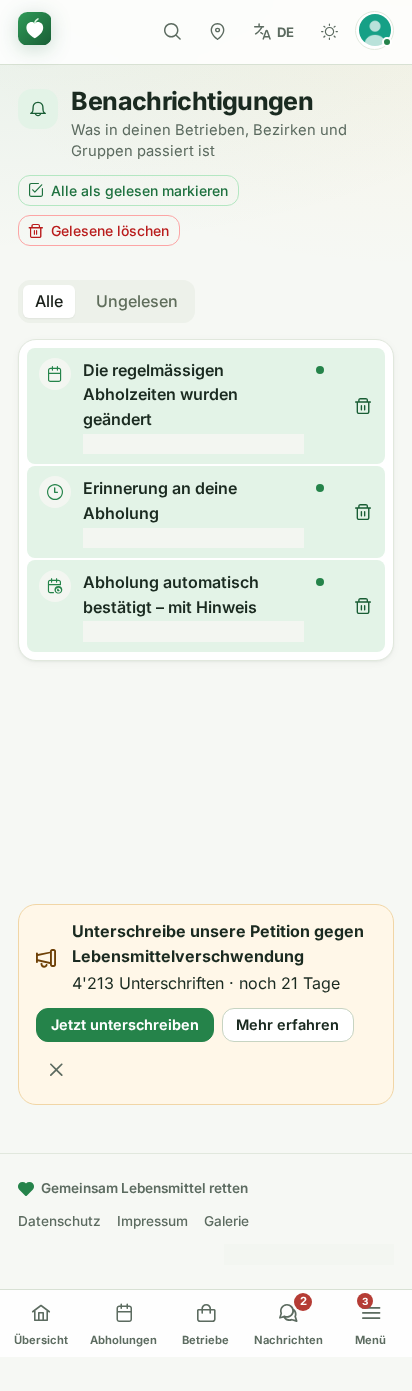 DE
Benachrichtigungen
Was in deinen Betrieben, Bezirken und
Gruppen passiert ist
Alle als gelesen markieren
Gelesene löschen
Alle Ungelesen
Die regelmässigen
Abholzeiten wurden
geändert
Erinnerung an deine
Abholung
Abholung automatisch
bestätigt – mit Hinweis
Unterschreibe unsere Petition gegen
Lebensmittelverschwendung
4'213 Unterschriften · noch 21 Tage
Jetzt unterschreiben Mehr erfahren
Gemeinsam Lebensmittel retten
Datenschutz Impressum Galerie
2 3
Übersicht Abholungen Betriebe Nachrichten Menü